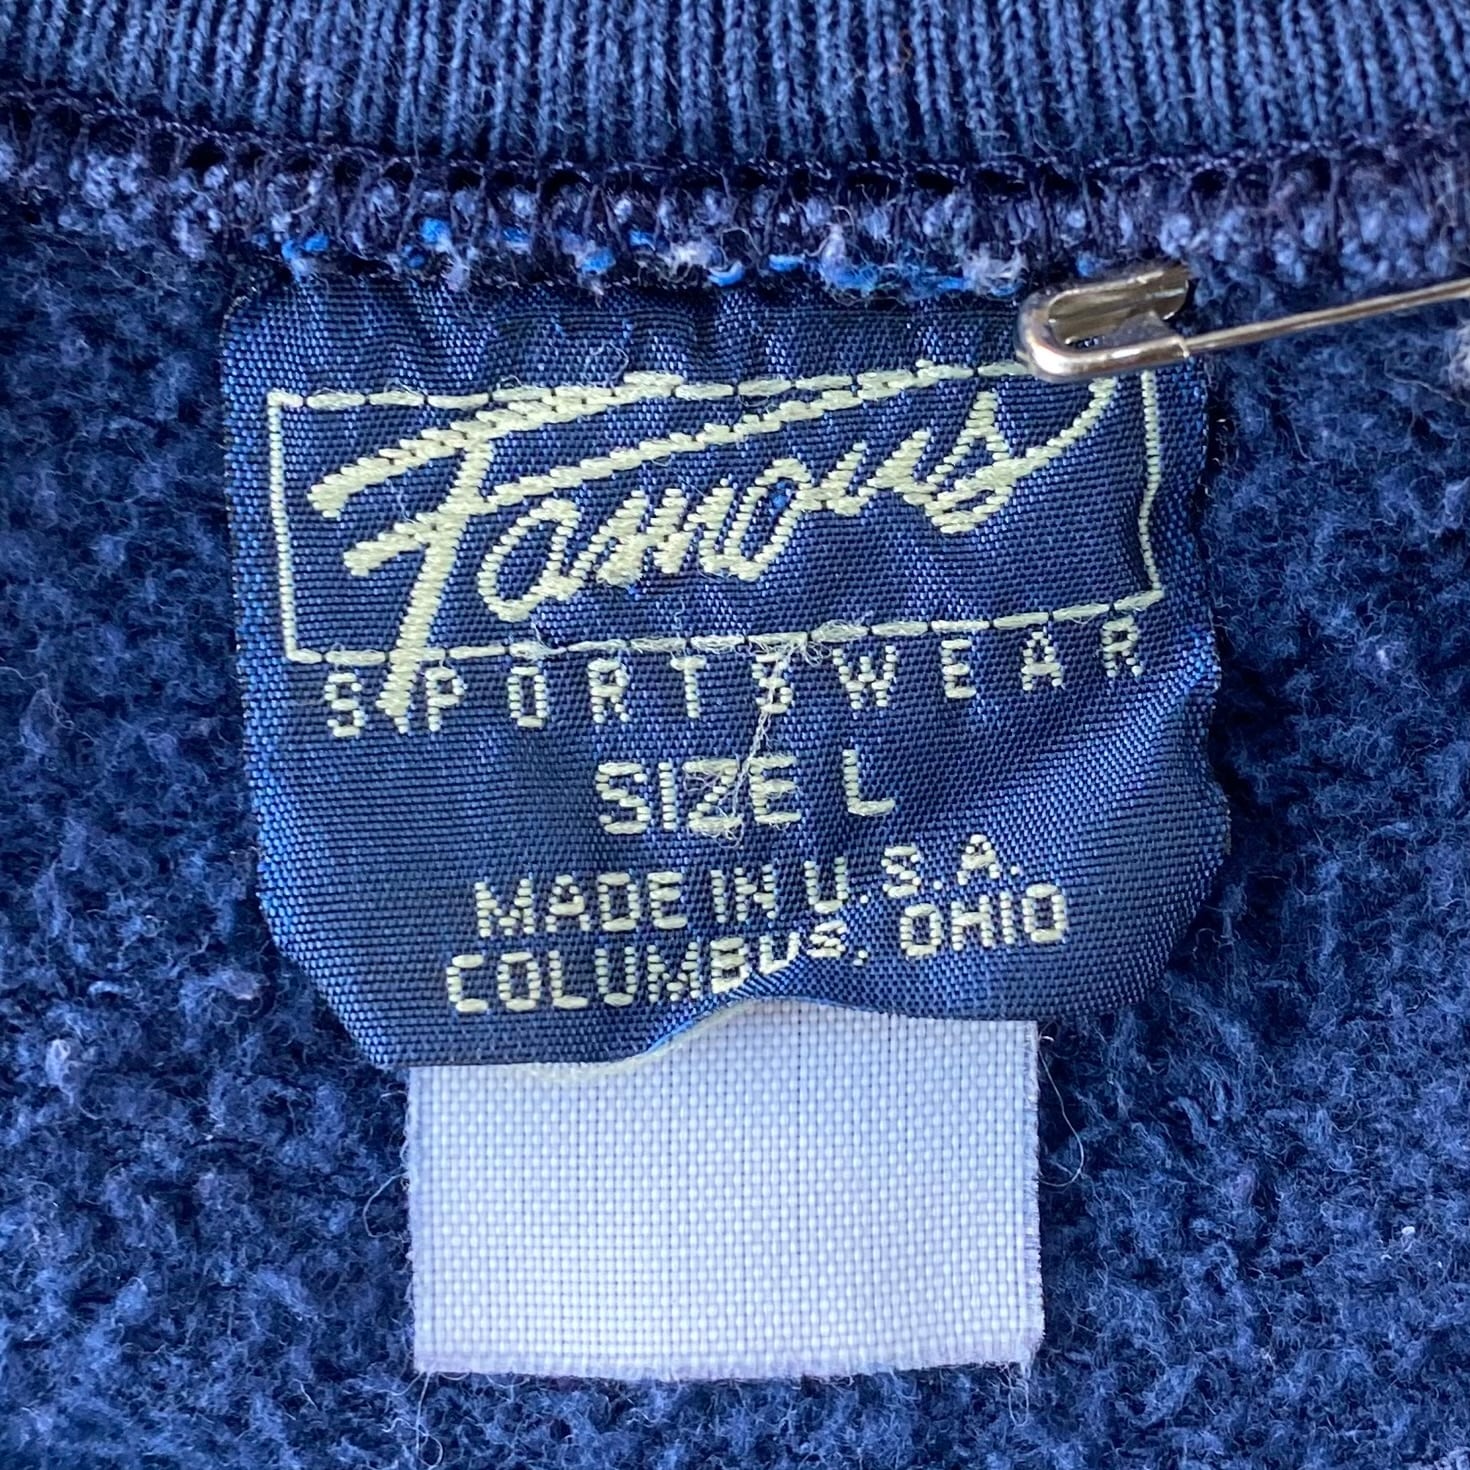 Famous
SPORTSWEAR
SIZE L
MADE IN U.S.A.
COLUMBUS, OHIO